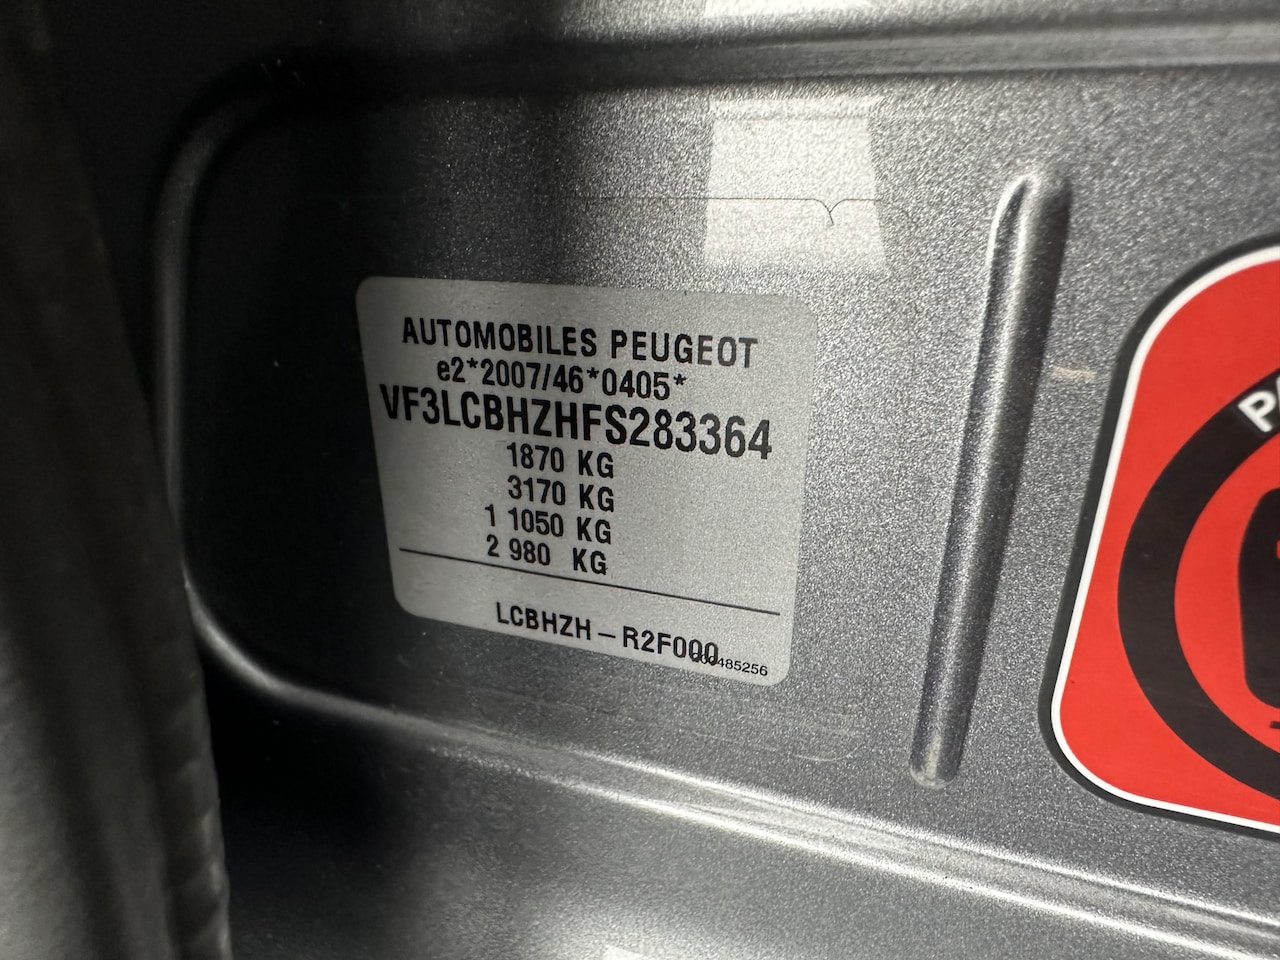 AUTOMOBILES PEUGEOT
e2*2007/46*0405*
VF3LCBHZHFS283364
1870 KG
3170 KG
1 1050 KG
2 980 KG
LCBHZH – R2F000